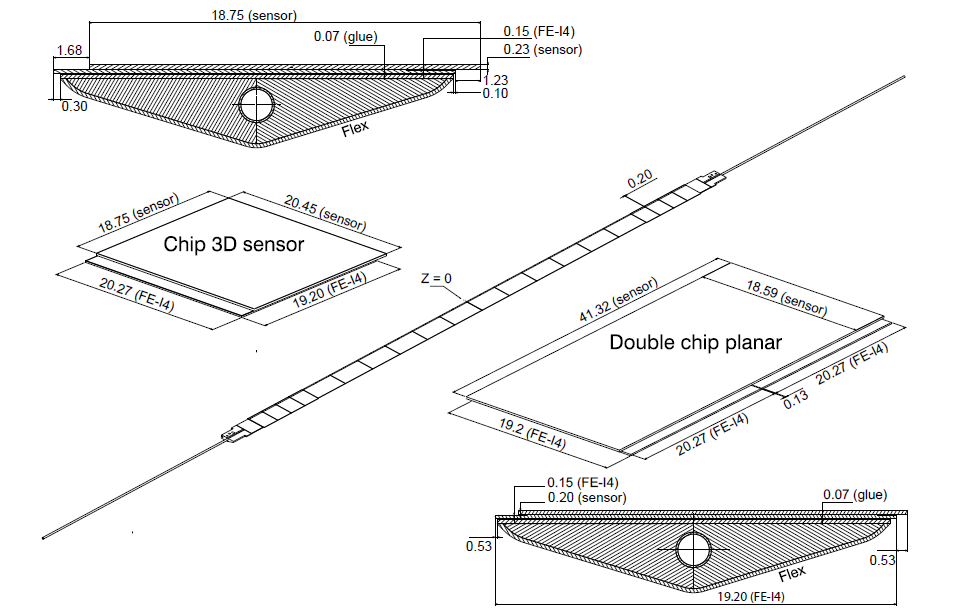 18.75 (sensor)
0.07 (glue)
0.15 (FE-I4)
0.23 (sensor)
1.68
1.23
0.10
0.30
Flex
0.20
18.75 (sensor)
20.45 (sensor)
Chip 3D sensor
20.27 (FE-I4)
19.20 (FE-I4)
Z = 0
41.32 (sensor)
18.59 (sensor)
Double chip planar
20.27 (FE-I4)
0.13
19.2 (FE-I4)
20.27 (FE-I4)
0.15 (FE-I4)
0.20 (sensor)
0.07 (glue)
0.53
0.53
Flex
19.20 (FE-I4)